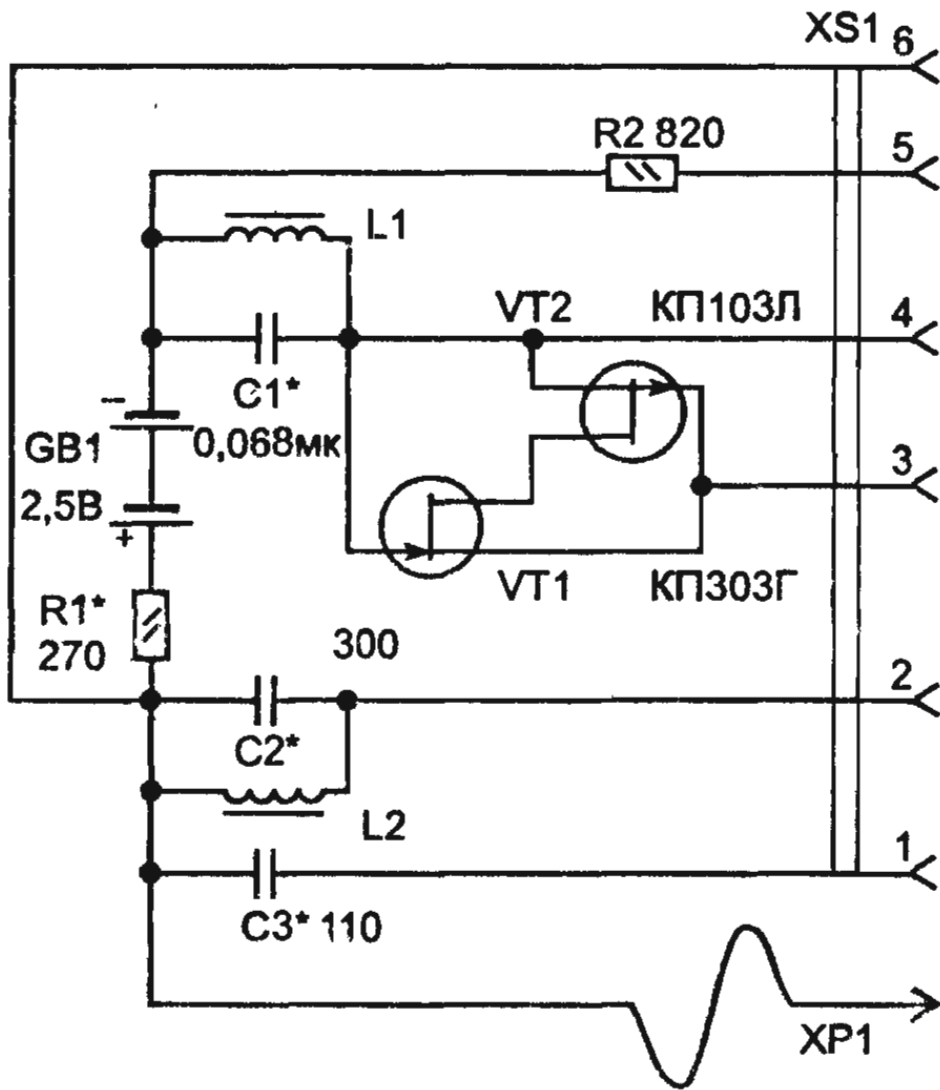 XS1
6
R2 820
5
L1
VT2
КП103Л
4
C1*
0,068мк
–
GB1
2,5В
+
3
VT1
КП303Г
R1*
270
300
2
C2*
L2
1
C3* 110
XP1